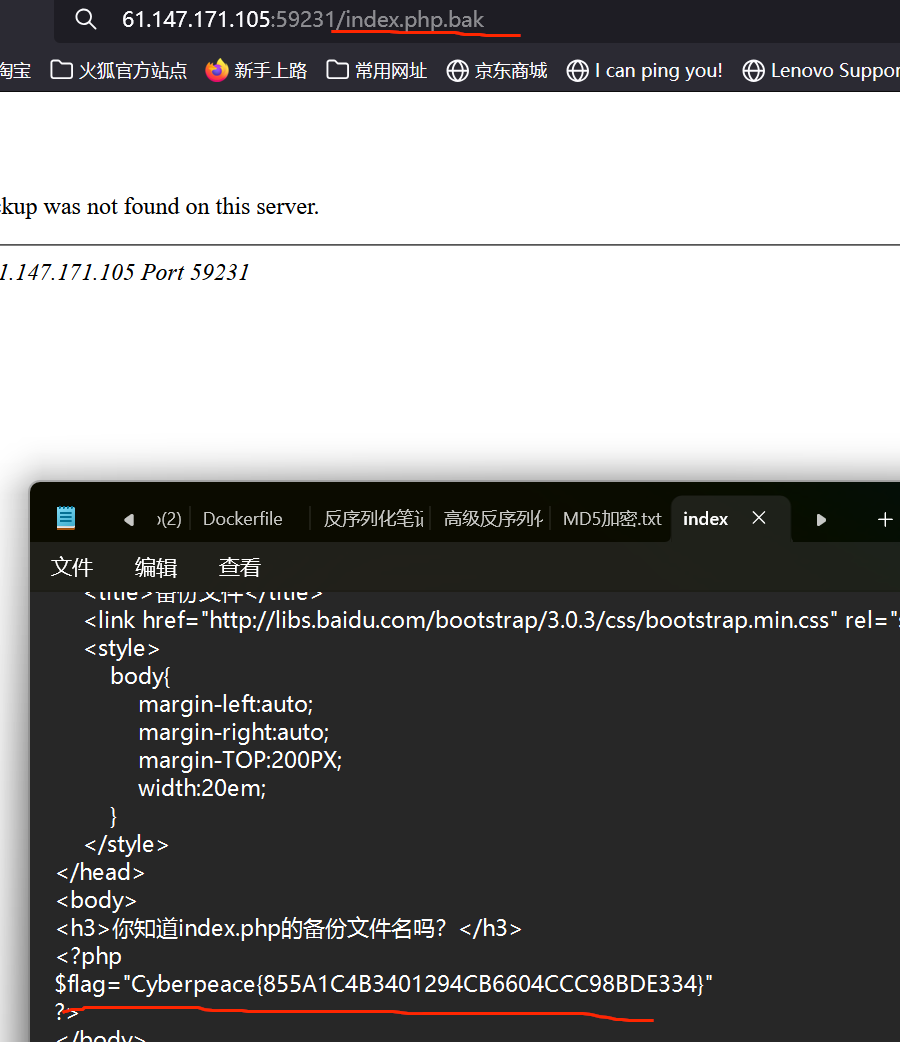 61.147.171.105:59231/index.php.bak
淘宝 火狐官方站点 新手上路 常用网址 京东商城 I can ping you! Lenovo Suppor
ckup was not found on this server.
1.147.171.105 Port 59231
(2) Dockerfile 反序列化笔记 高级反序列化 MD5加密.txt index
文件 编辑 查看
<title>备份文件</title>
<link href="http://libs.baidu.com/bootstrap/3.0.3/css/bootstrap.min.css" rel="s
<style>
body{
margin-left:auto;
margin-right:auto;
margin-TOP:200PX;
width:20em;
}
</style>
</head>
<body>
<h3>你知道index.php的备份文件名吗？</h3>
<?php
$flag="Cyberpeace{855A1C4B3401294CB6604CCC98BDE334}"
?>
</body>